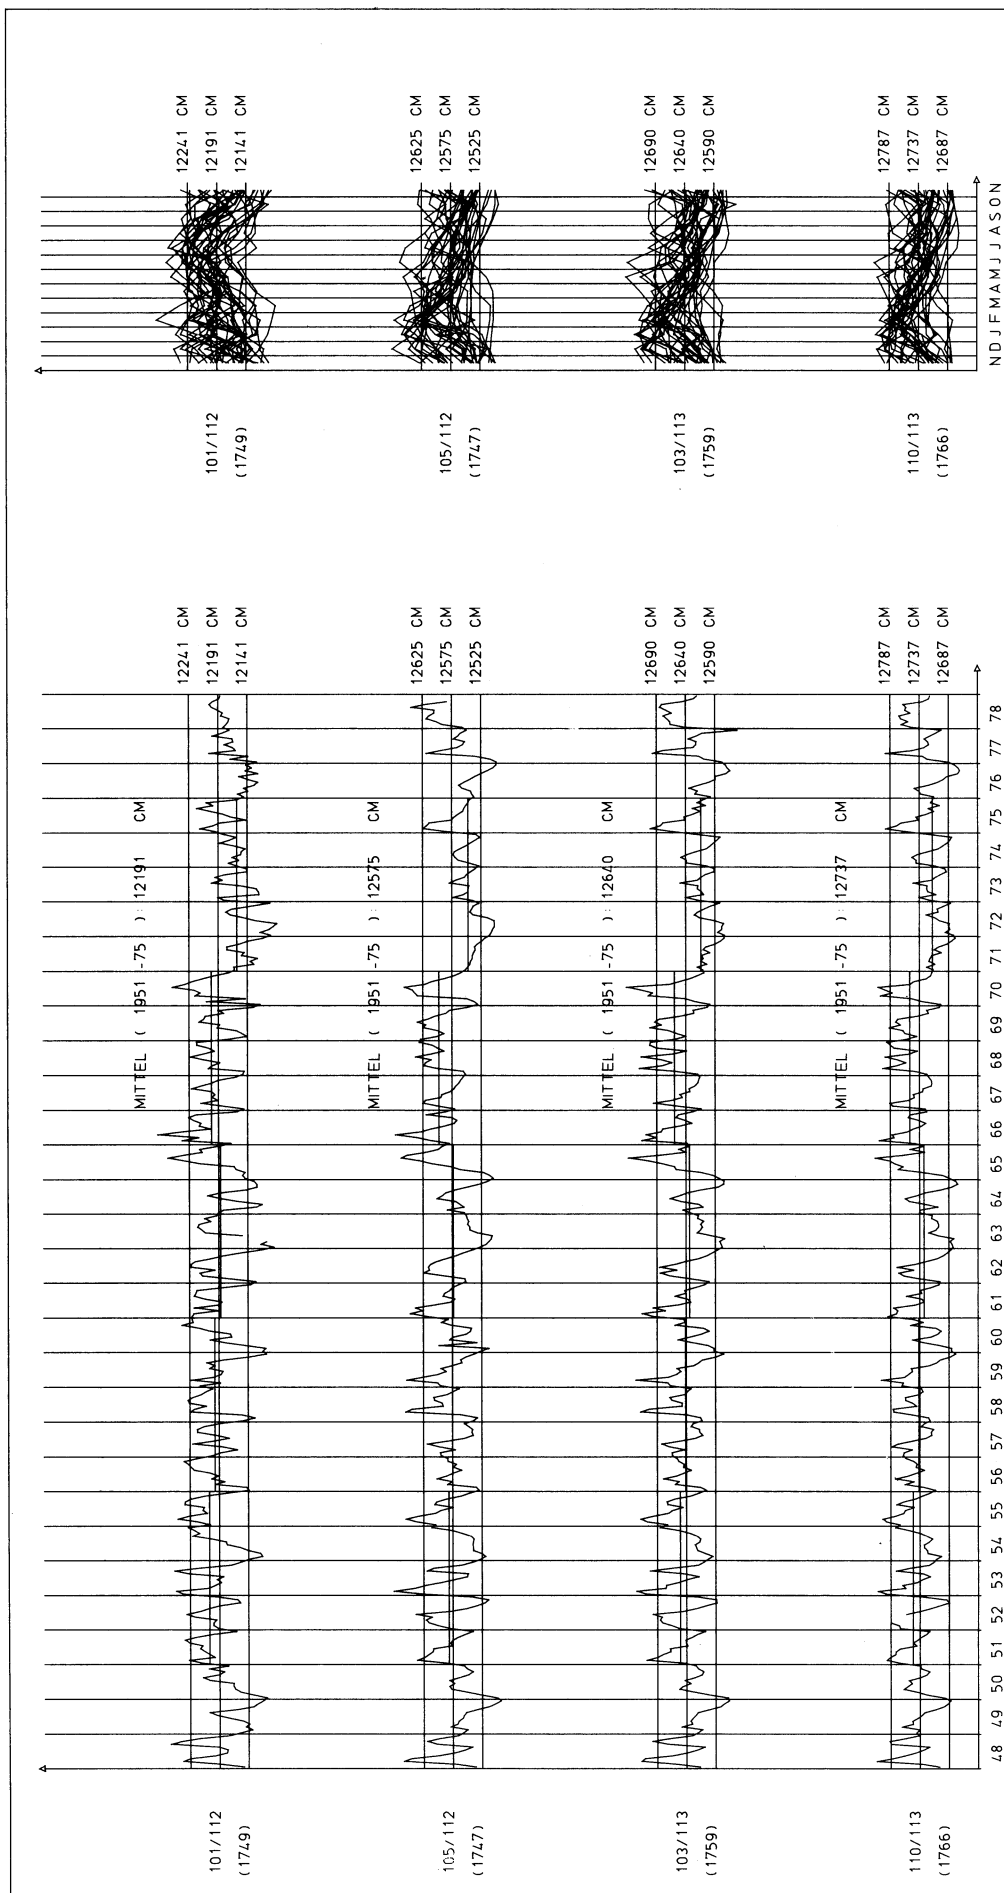 101/112
(1749)
MITTEL ( 1951 -75 ): 12191 CM
12241 CM
12191 CM
12141 CM
105/112
(1747)
MITTEL ( 1951 -75 ): 12575 CM
12625 CM
12575 CM
12525 CM
103/113
(1759)
MITTEL ( 1951 -75 ): 12640 CM
12690 CM
12640 CM
12590 CM
110/113
(1766)
MITTEL ( 1951 -75 ): 12737 CM
12787 CM
12737 CM
12687 CM
48 49 50 51 52 53 54 55 56 57 58 59 60 61 62 63 64 65 66 67 68 69 70 71 72 73 74 75 76 77 78
101/112
(1749)
12241 CM
12191 CM
12141 CM
105/112
(1747)
12625 CM
12575 CM
12525 CM
103/113
(1759)
12690 CM
12640 CM
12590 CM
110/113
(1766)
12787 CM
12737 CM
12687 CM
N D J F M A M J J A S O N